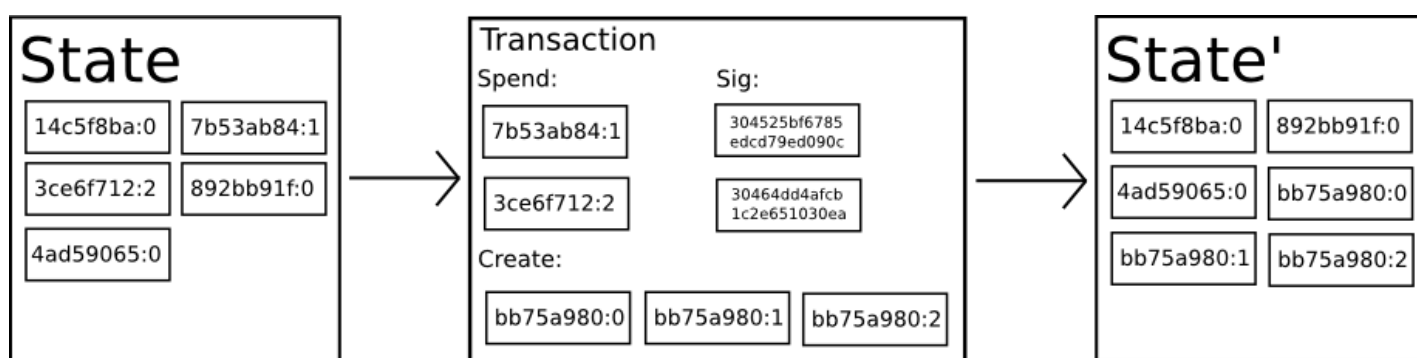 State
14c5f8ba:0 7b53ab84:1
3ce6f712:2 892bb91f:0
4ad59065:0
Transaction
Spend: Sig:
7b53ab84:1
304525bf6785
edcd79ed090c
3ce6f712:2
30464dd4afcb
1c2e651030ea
Create:
bb75a980:0 bb75a980:1 bb75a980:2
State'
14c5f8ba:0 892bb91f:0
4ad59065:0 bb75a980:0
bb75a980:1 bb75a980:2